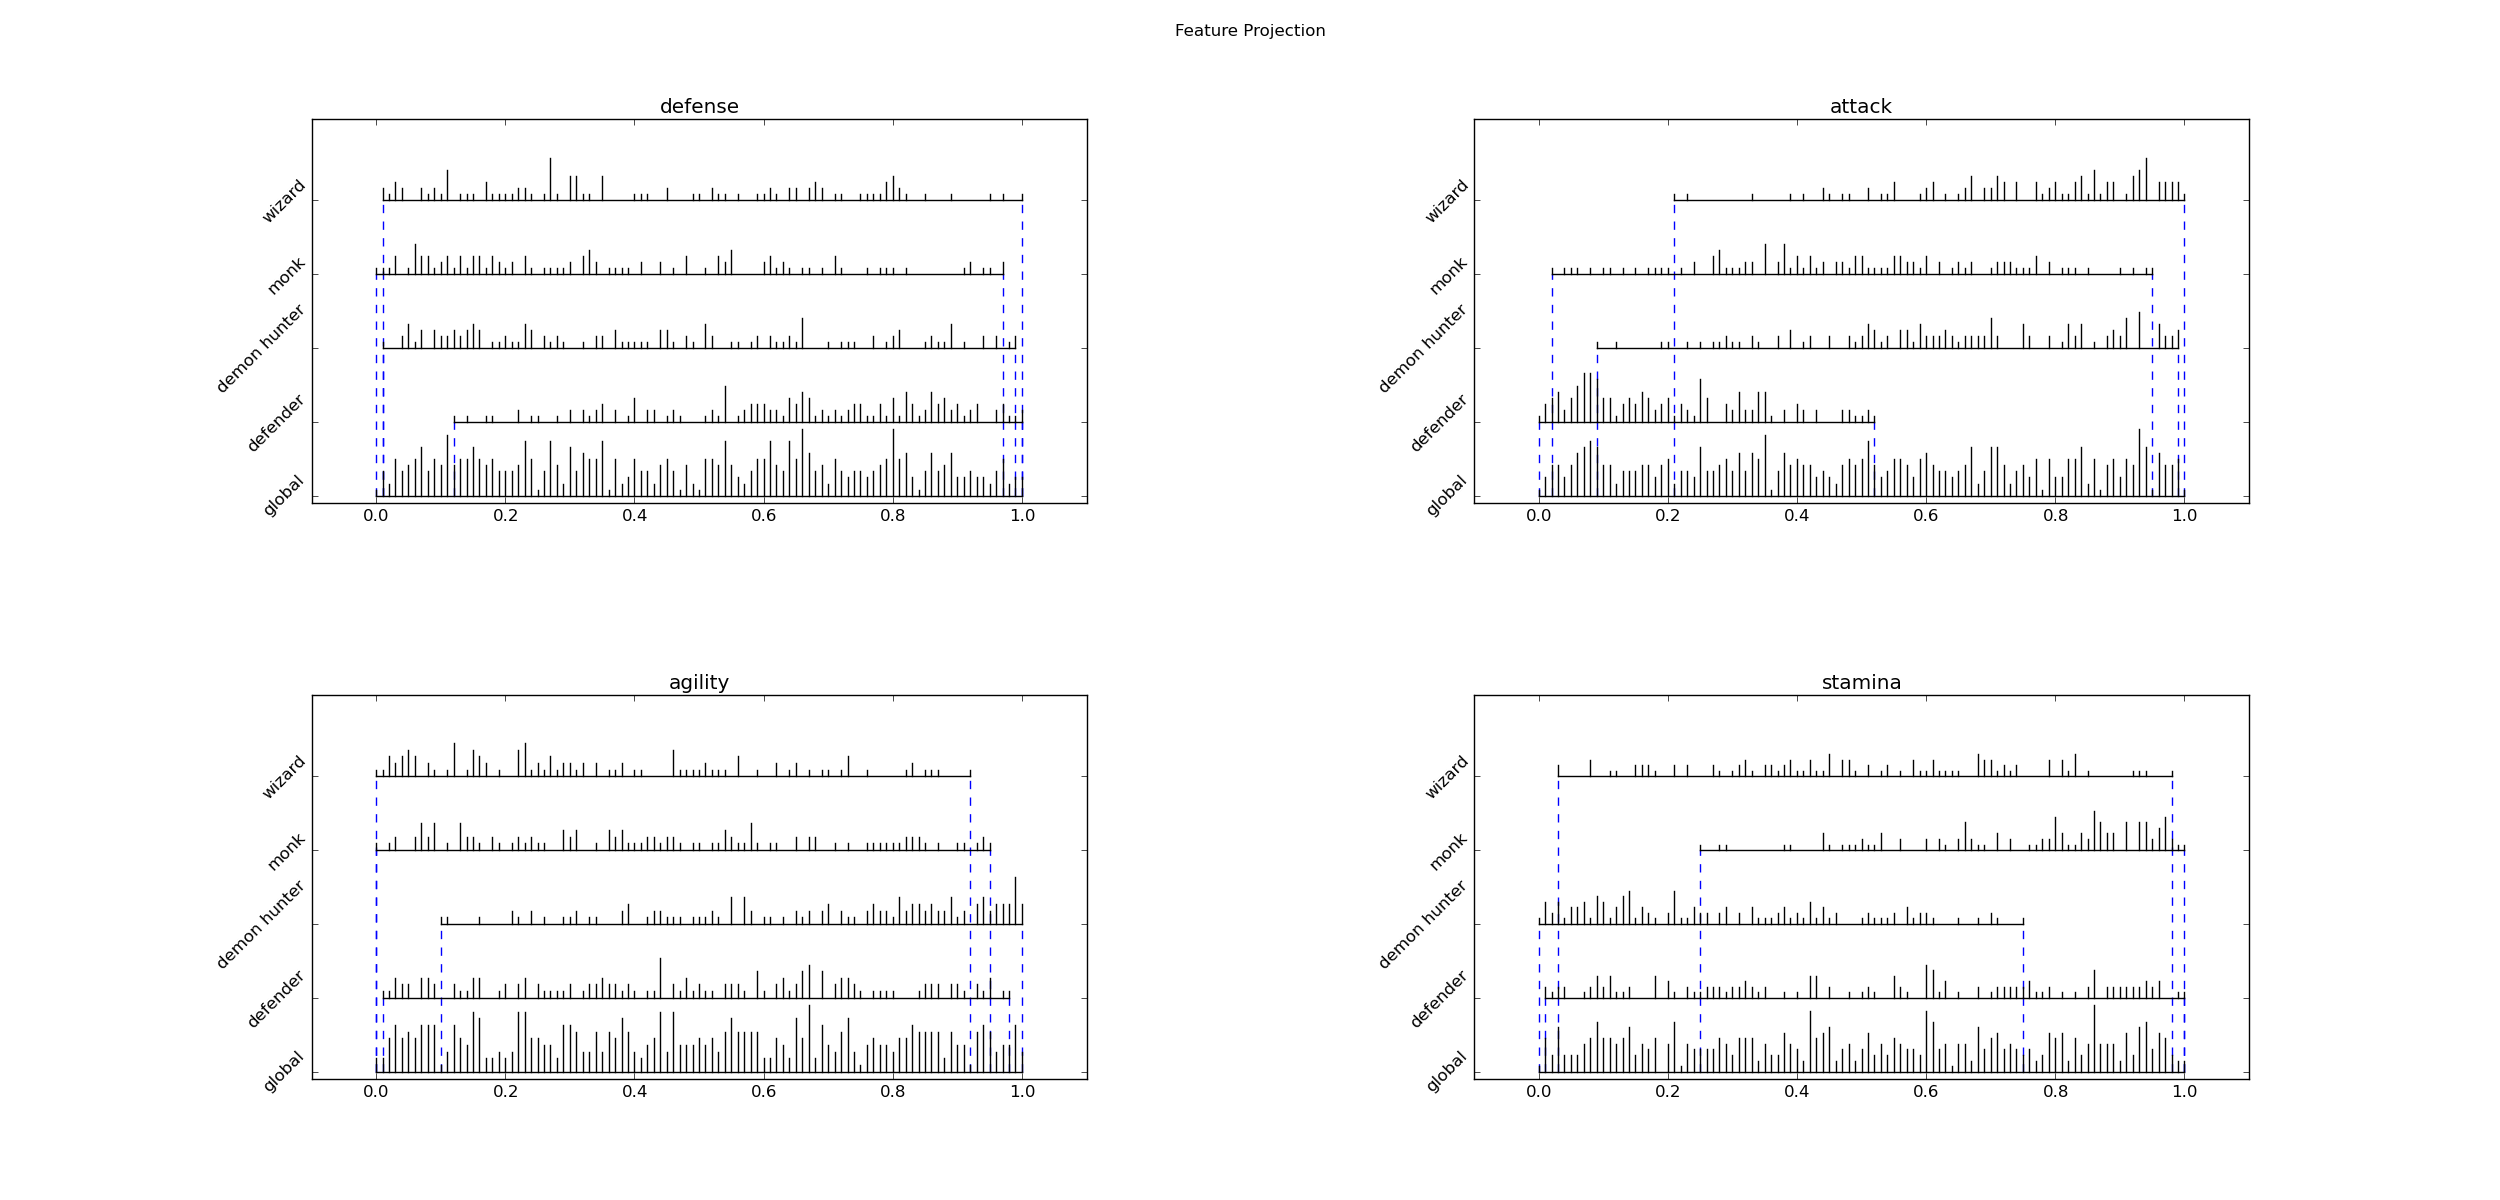 Feature Projection
defense
wizard
monk
demon hunter
defender
global
0.0 0.2 0.4 0.6 0.8 1.0
attack
wizard
monk
demon hunter
defender
global
0.0 0.2 0.4 0.6 0.8 1.0
agility
wizard
monk
demon hunter
defender
global
0.0 0.2 0.4 0.6 0.8 1.0
stamina
wizard
monk
demon hunter
defender
global
0.0 0.2 0.4 0.6 0.8 1.0